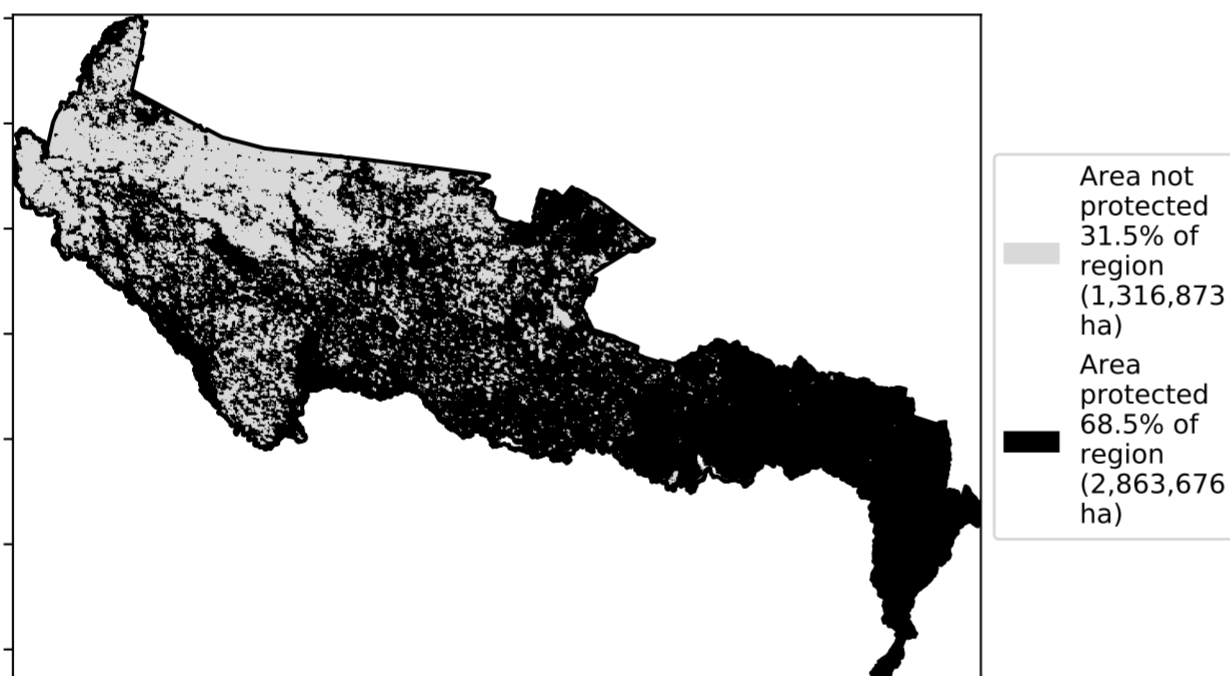 Area not
protected
31.5% of
region
(1,316,873
ha)
Area
protected
68.5% of
region
(2,863,676
ha)